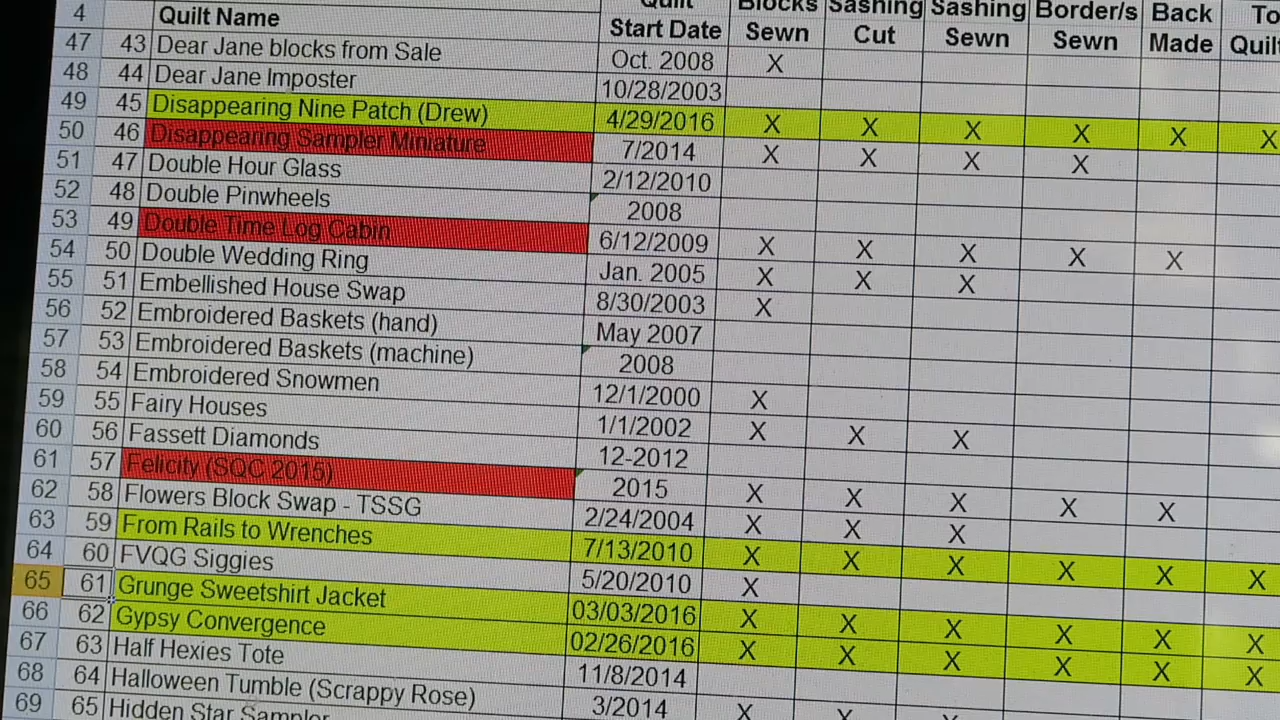 4 Quilt Name Quilt Start Date Blocks Sewn Sashing Cut Sashing Sewn Border/s Sewn Back Made
47 43 Dear Jane blocks from Sale Oct. 2008 X
48 44 Dear Jane Imposter 10/28/2003
49 45 Disappearing Nine Patch (Drew) 4/29/2016 X X X X X X
50 46 Disappearing Sampler Miniature 7/2014 X X X X
51 47 Double Hour Glass 2/12/2010
52 48 Double Pinwheels 2008
53 49 Double Time Log Cabin 6/12/2009 X X X X X
54 50 Double Wedding Ring Jan. 2005 X X X
55 51 Embellished House Swap 8/30/2003 X
56 52 Embroidered Baskets (hand) May 2007
57 53 Embroidered Baskets (machine) 2008
58 54 Embroidered Snowmen 12/1/2000 X
59 55 Fairy Houses 1/1/2002 X X X
60 56 Fassett Diamonds 12-2012
61 57 Felicity (SQC 2015) 2015 X X X X X
62 58 Flowers Block Swap - TSSG 2/24/2004 X X X
63 59 From Rails to Wrenches 7/13/2010 X X X X X X
64 60 FVQG Siggies 5/20/2010 X
65 61 Grunge Sweetshirt Jacket 03/03/2016 X X X X X X
66 62 Gypsy Convergence 02/26/2016 X X X X X X
67 63 Half Hexies Tote 11/8/2014
68 64 Halloween Tumble (Scrappy Rose) 3/2014 X X X
69 65 Hidden Star Sampler